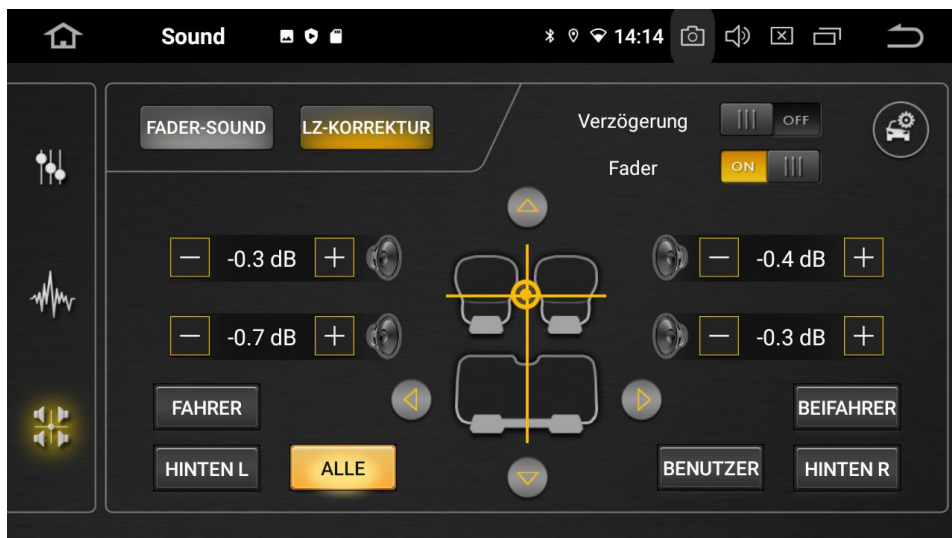 Sound 14:14
FADER-SOUND LZ-KORREKTUR Verzögerung OFF
Fader ON
-0.3 dB -0.4 dB
-0.7 dB -0.3 dB
FAHRER BEIFAHRER
HINTEN L ALLE BENUTZER HINTEN R